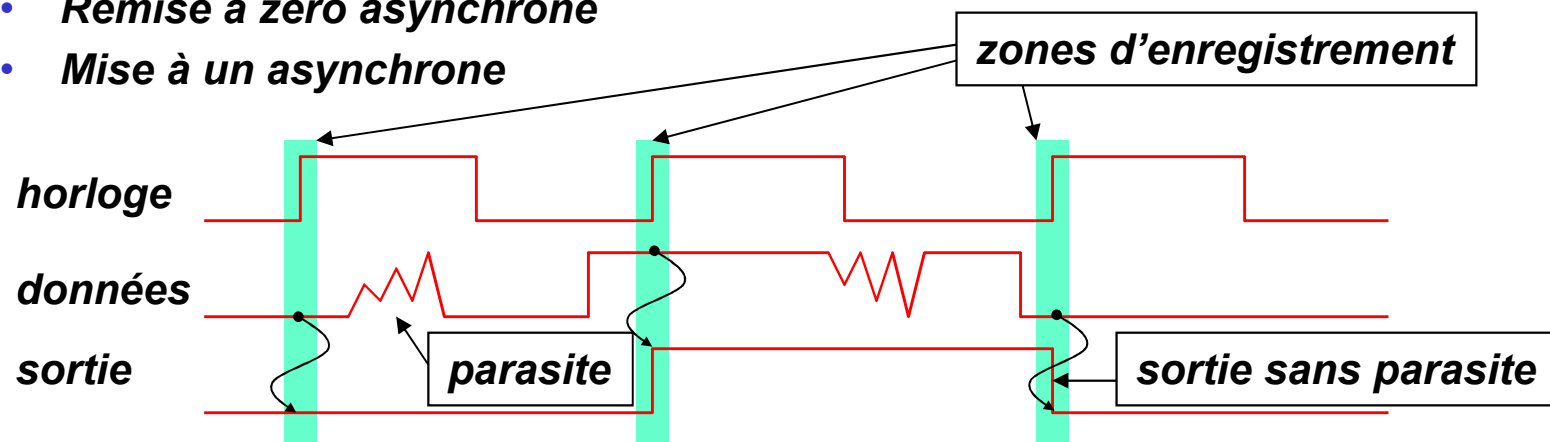 • Remise à zéro asynchrone
• Mise à un asynchrone
zones d'enregistrement
horloge
données
parasite
sortie
sortie sans parasite